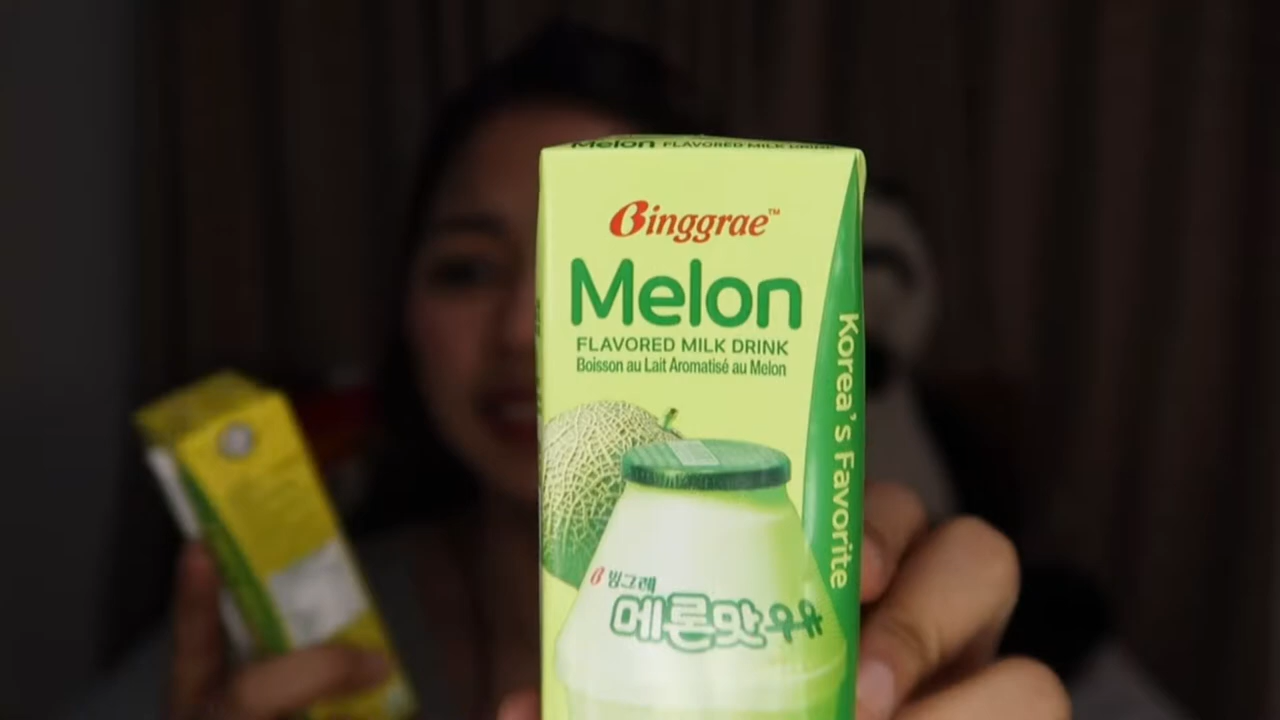 Melon FLAVORED MILK DRINK
Binggrae™
Melon
FLAVORED MILK DRINK
Boisson au Lait Aromatisé au Melon
Korea's Favorite
빙그레
메론맛우유